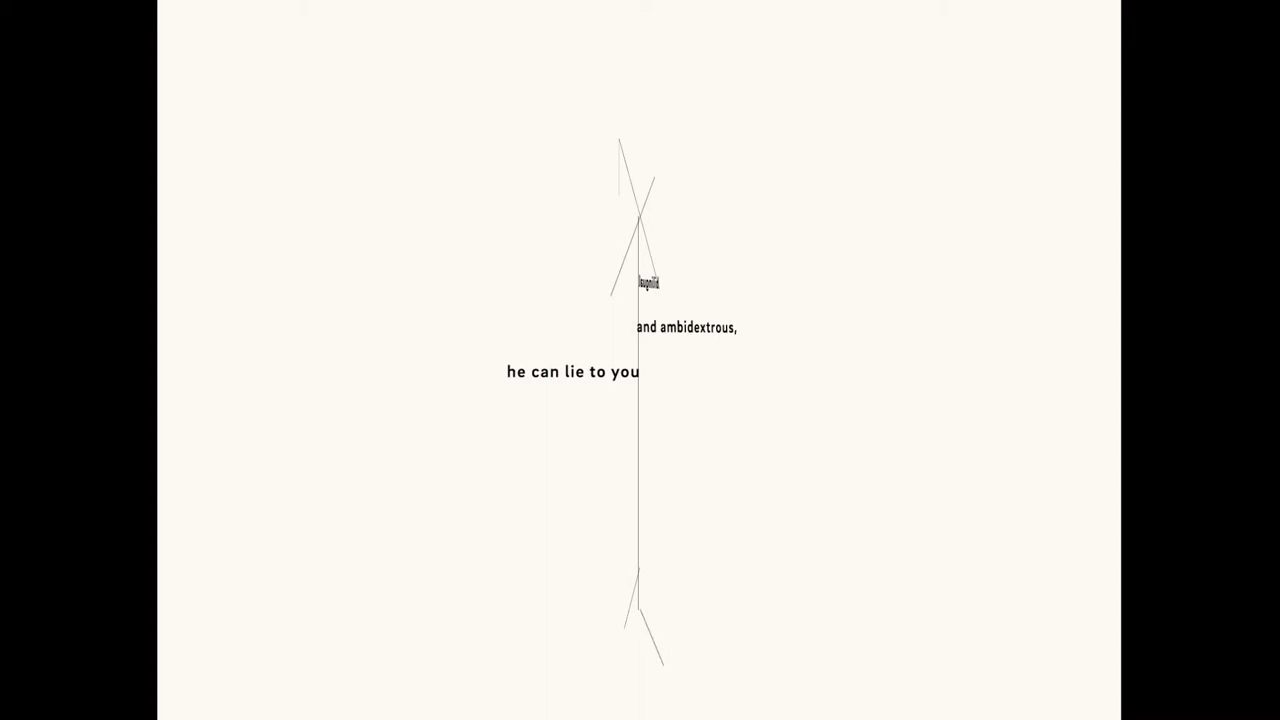 and ambidextrous,
he can lie to you